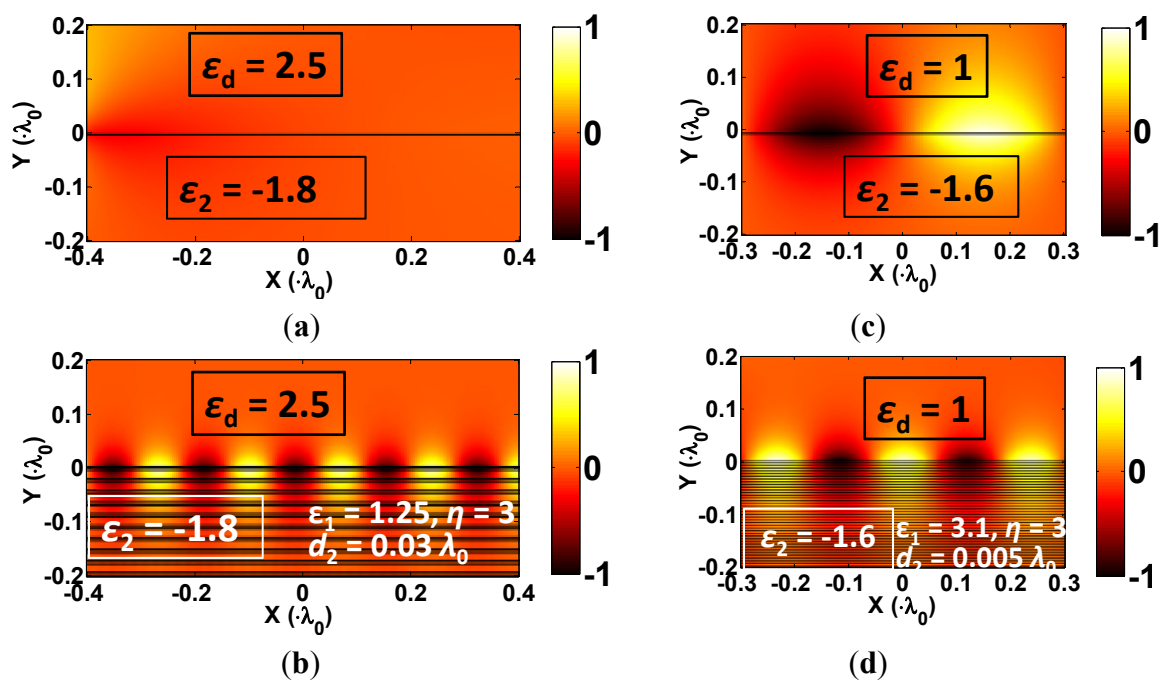 0.2
0.1
0
-0.1
-0.2
Y (·λ₀)
ε_d = 2.5
ε₂ = -1.8
-0.4 -0.2 0 0.2 0.4
X (·λ₀)
1
0
-1
(a)
0.2
0.1
0
-0.1
-0.2
Y (·λ₀)
ε_d = 1
ε₂ = -1.6
-0.3 -0.2 -0.1 0 0.1 0.2 0.3
X (·λ₀)
1
0
-1
(c)
0.2
0.1
0
-0.1
-0.2
Y (·λ₀)
ε_d = 2.5
ε₂ = -1.8
ε₁ = 1.25, η = 3
d₂ = 0.03 λ₀
-0.4 -0.2 0 0.2 0.4
X (·λ₀)
1
0
-1
(b)
0.2
0.1
0
-0.1
-0.2
Y (·λ₀)
ε_d = 1
ε₂ = -1.6
ε₁ = 3.1, η = 3
d₂ = 0.005 λ₀
-0.3 -0.2 -0.1 0 0.1 0.2 0.3
X (·λ₀)
1
0
-1
(d)